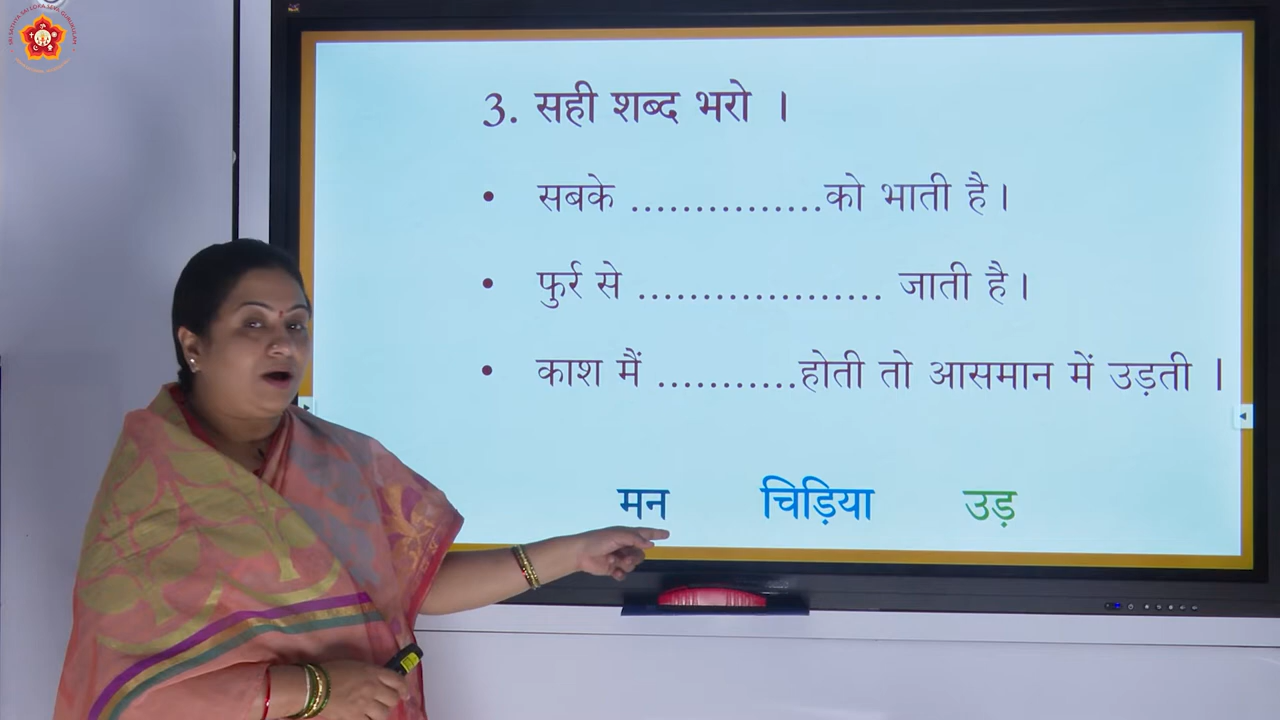 3. सही शब्द भरो ।
• सबके ...............को भाती है।
• फुर्र से ................... जाती है।
• काश मैं ...........होती तो आसमान में उड़ती ।
मन चिड़िया उड़